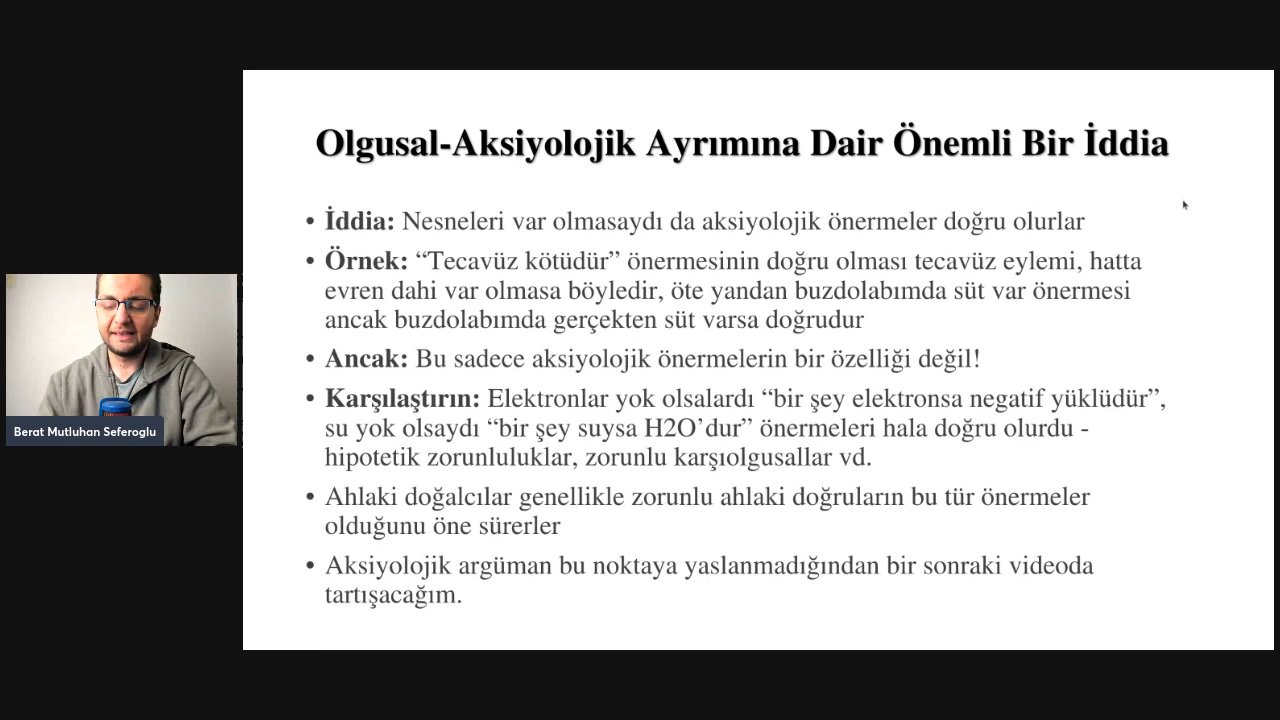 Olgusal-Aksiyolojik Ayrımına Dair Önemli Bir İddia
• İddia: Nesneleri var olmasaydı da aksiyolojik önermeler doğru olurlar
• Örnek: “Tecavüz kötüdür” önermesinin doğru olması tecavüz eylemi, hatta
evren dahi var olmasa böyledir, öte yandan buzdolabımda süt var önermesi
ancak buzdolabımda gerçekten süt varsa doğrudur
• Ancak: Bu sadece aksiyolojik önermelerin bir özelliği değil!
• Karşılaştırın: Elektronlar yok olsalardı “bir şey elektronsa negatif yüklüdür”,
su yok olsaydı “bir şey suysa H2O’dur” önermeleri hala doğru olurdu -
hipotetik zorunluluklar, zorunlu karşıolgusallar vd.
• Ahlaki doğalcılar genellikle zorunlu ahlaki doğruların bu tür önermeler
olduğunu öne sürerler
• Aksiyolojik argüman bu noktaya yaslanmadığından bir sonraki videoda
tartışacağım.
Berat Mutluhan Seferoglu